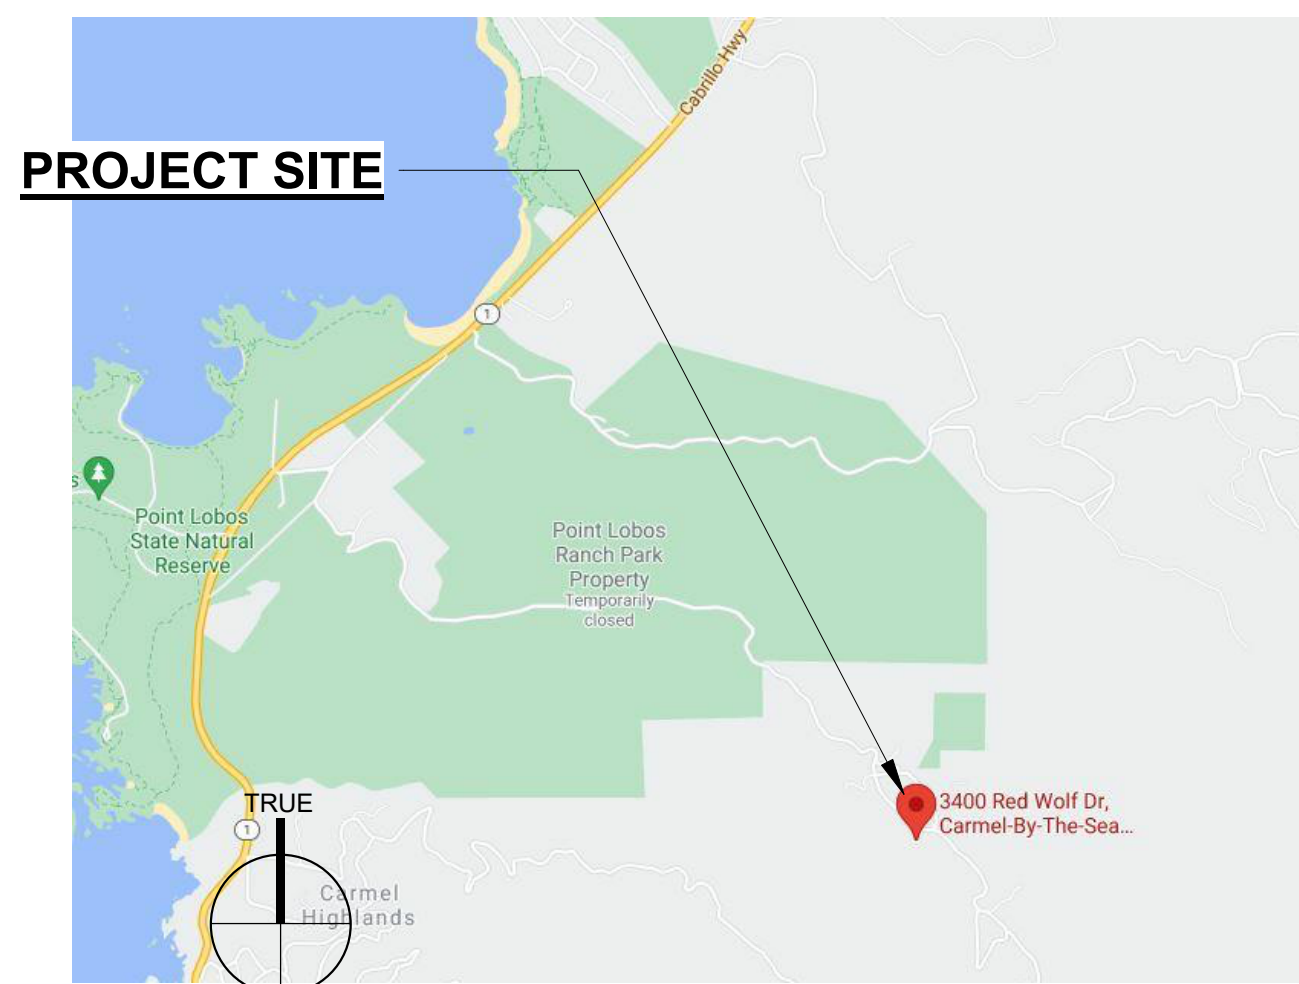 Cabrillo Hwy
PROJECT SITE
1
s
Point Lobos
State Natural
Reserve
Point Lobos
Ranch Park
Property
Temporarily
closed
TRUE
1
3400 Red Wolf Dr,
Carmel-By-The-Sea...
Carmel
Highlands